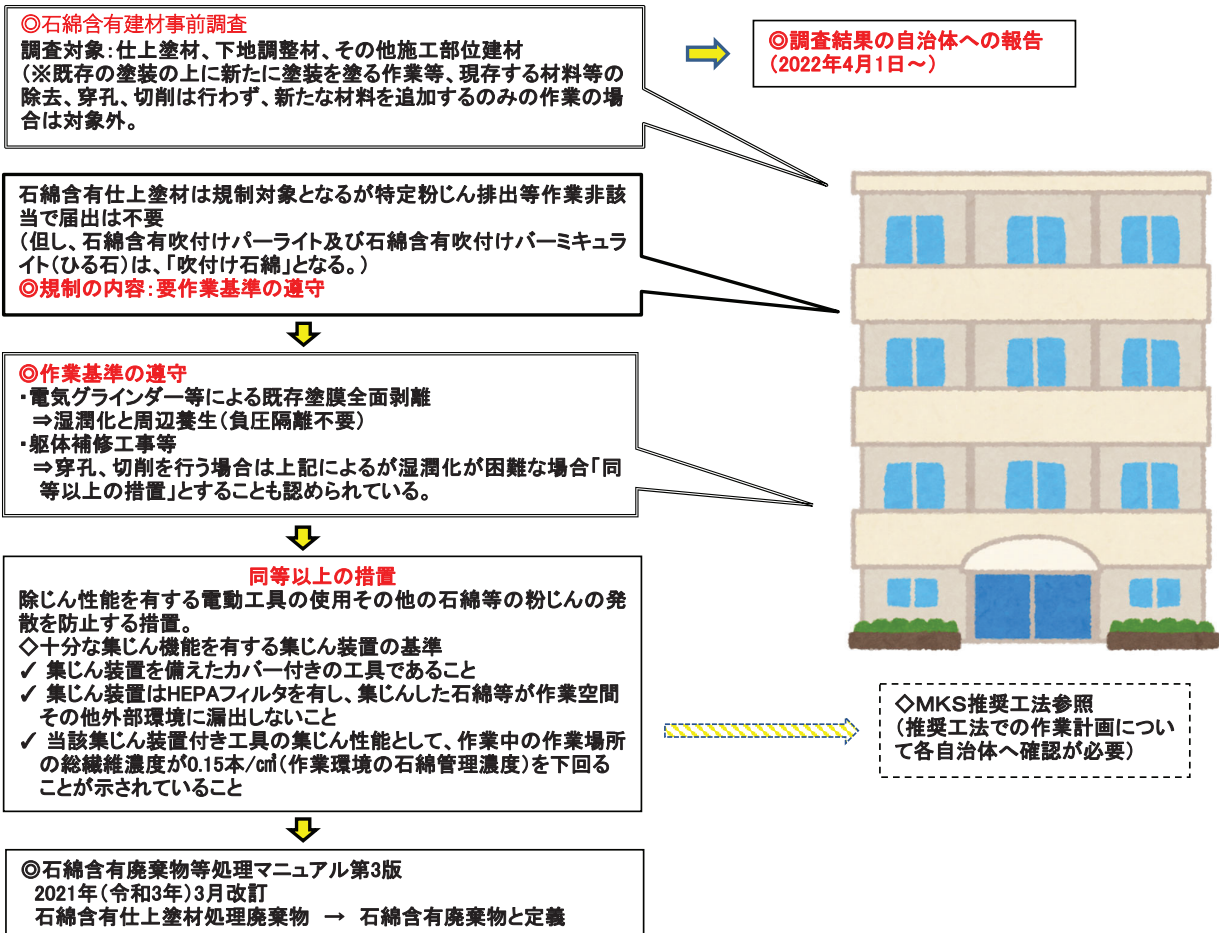 ◎石綿含有建材事前調査
調査対象：仕上塗材、下地調整材、その他施工部位建材
（※既存の塗装の上に新たに塗装を塗る作業等、現存する材料等の
除去、穿孔、切削は行わず、新たな材料を追加するのみの作業の場
合は対象外。
◎調査結果の自治体への報告
（2022年4月1日～）
石綿含有仕上塗材は規制対象となるが特定粉じん排出等作業非該
当で届出は不要
（但し、石綿含有吹付けパーライト及び石綿含有吹付けバーミキュラ
イト（ひる石）は、「吹付け石綿」となる。）
◎規制の内容：要作業基準の遵守
◎作業基準の遵守
・電気グラインダー等による既存塗膜全面剥離
⇒湿潤化と周辺養生（負圧隔離不要）
・躯体補修工事等
⇒穿孔、切削を行う場合は上記によるが湿潤化が困難な場合「同
等以上の措置」とすることも認められている。
同等以上の措置
除じん性能を有する電動工具の使用その他の石綿等の粉じんの発
散を防止する措置。
◇十分な集じん機能を有する集じん装置の基準
✓ 集じん装置を備えたカバー付きの工具であること
✓ 集じん装置はHEPAフィルタを有し、集じんした石綿等が作業空間
その他外部環境に漏出しないこと
✓ 当該集じん装置付き工具の集じん性能として、作業中の作業場所
の総繊維濃度が0.15本/c㎥（作業環境の石綿管理濃度）を下回る
ことが示されていること
◇MKS推奨工法参照
（推奨工法での作業計画につい
て各自治体へ確認が必要）
◎石綿含有廃棄物等処理マニュアル第3版
2021年（令和3年）3月改訂
石綿含有仕上塗材処理廃棄物 → 石綿含有廃棄物と定義